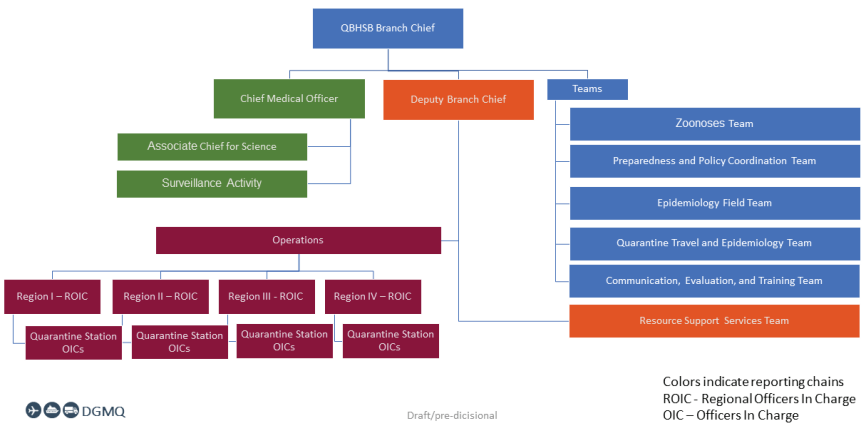 QBHSB Branch Chief
Chief Medical Officer
Deputy Branch Chief
Teams
Associate Chief for Science
Surveillance Activity
Zoonoses Team
Preparedness and Policy Coordination Team
Epidemiology Field Team
Quarantine Travel and Epidemiology Team
Communication, Evaluation, and Training Team
Resource Support Services Team
Operations
Region I – ROIC
Region II – ROIC
Region III - ROIC
Region IV – ROIC
Quarantine Station
OICs
Quarantine Station
OICs
Quarantine Station
OICs
Quarantine Station
OICs
Colors indicate reporting chains
ROIC - Regional Officers In Charge
OIC – Officers In Charge
DGMQ
Draft/pre-dicisional